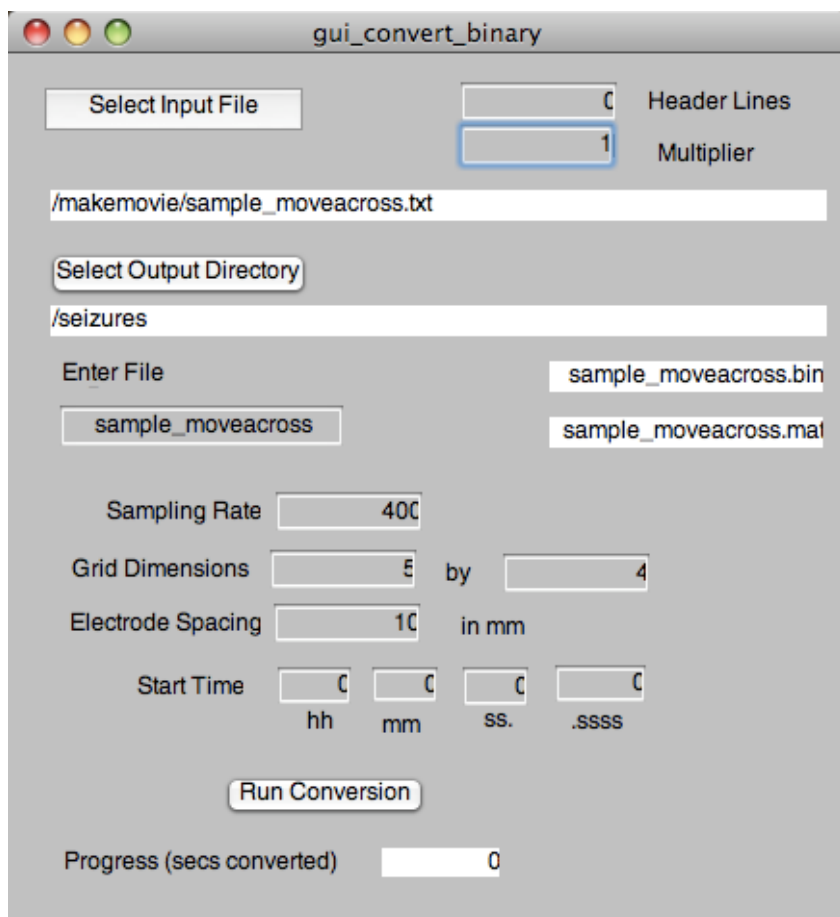 gui_convert_binary
Select Input File 0 Header Lines
1 Multiplier
/makemovie/sample_moveacross.txt
Select Output Directory
/seizures
Enter File sample_moveacross.bin
sample_moveacross sample_moveacross.mat
Sampling Rate 400
Grid Dimensions 5 by 4
Electrode Spacing 10 in mm
Start Time 0 0 0 0
hh mm ss. .ssss
Run Conversion
Progress (secs converted) 0